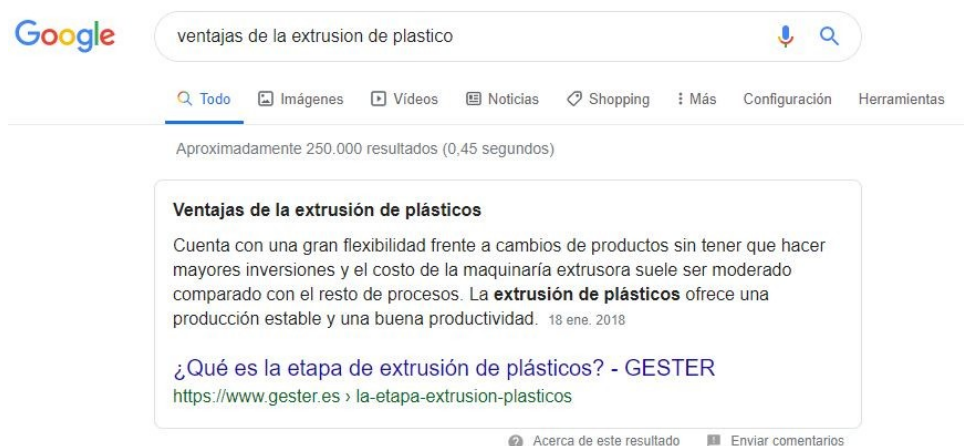 Google
ventajas de la extrusion de plastico
Todo Imágenes Vídeos Noticias Shopping Más Configuración Herramientas
Aproximadamente 250.000 resultados (0,45 segundos)
Ventajas de la extrusión de plásticos
Cuenta con una gran flexibilidad frente a cambios de productos sin tener que hacer
mayores inversiones y el costo de la maquinaría extrusora suele ser moderado
comparado con el resto de procesos. La extrusión de plásticos ofrece una
producción estable y una buena productividad. 18 ene. 2018
¿Qué es la etapa de extrusión de plásticos? - GESTER
https://www.gester.es › la-etapa-extrusion-plasticos
Acerca de este resultado Enviar comentarios